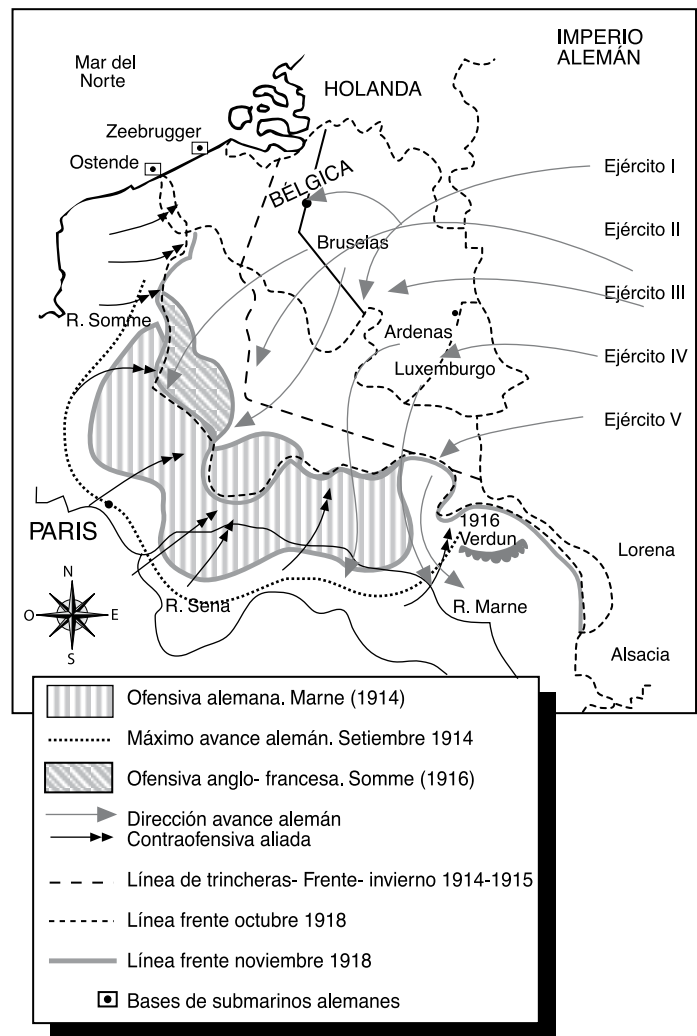 IMPERIO
ALEMÁN
Mar del
Norte
HOLANDA
Zeebrugger
Ostende
Ejército I
BÉLGICA
Ejército II
Bruselas
Ejército III
R. Somme
Ardenas
Ejército IV
Luxemburgo
Ejército V
1916
Verdun
PARIS
Lorena
N
O
E
S
R. Sena
R. Marne
Alsacia
Ofensiva alemana. Marne (1914)
Máximo avance alemán. Setiembre 1914
Ofensiva anglo- francesa. Somme (1916)
Dirección avance alemán
Contraofensiva aliada
Línea de trincheras- Frente- invierno 1914-1915
Línea frente octubre 1918
Línea frente noviembre 1918
Bases de submarinos alemanes